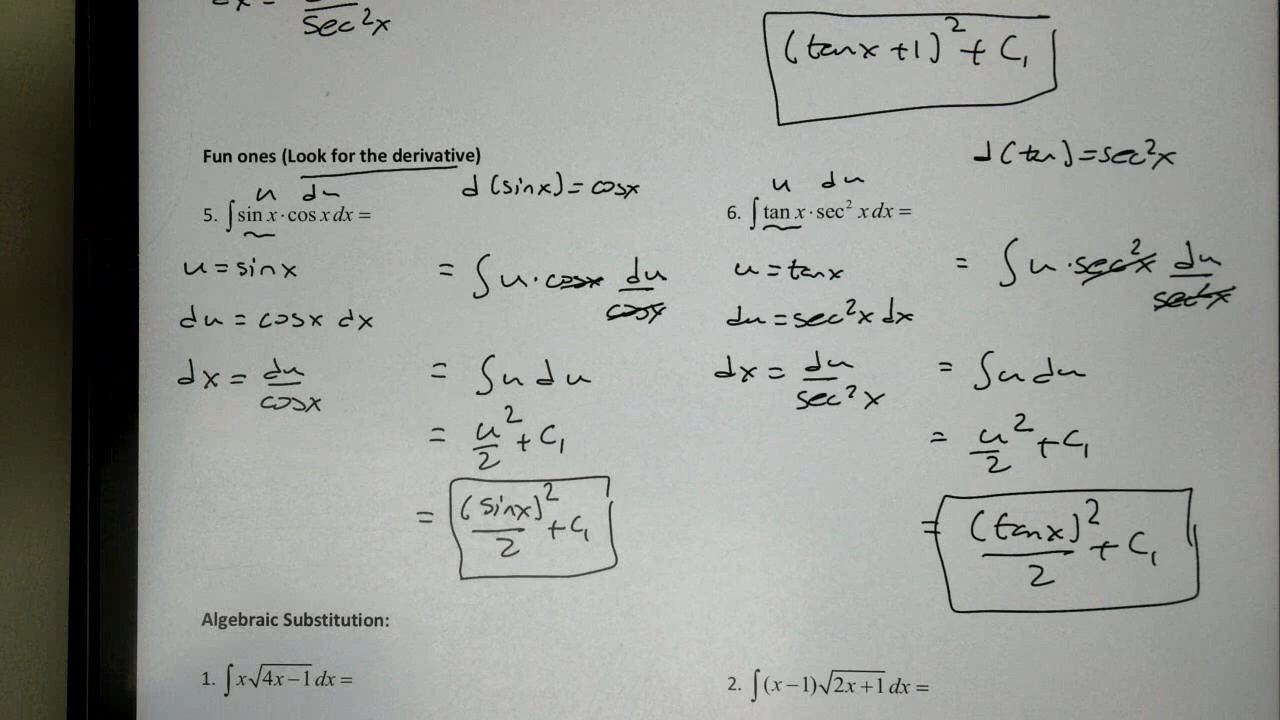 sec²x
(tanx+1)² + C₁
Fun ones (Look for the derivative)
d(tan)=sec²x
u du
d(sinx)=cosx
5. ∫ sin x · cos x dx =
u = sinx
= ∫ u · cosx du/cosx
du = cosx dx
dx = du/cosx
= ∫ u du
= u²/2 + C₁
= (sinx)²/2 + C₁
u du
6. ∫ tan x · sec² x dx =
u = tanx
= ∫ u · sec²x du/sec²x
du = sec²x dx
dx = du/sec²x
= ∫ u du
= u²/2 + C₁
= (tanx)²/2 + C₁
Algebraic Substitution:
1. ∫ x√(4x−1) dx =
2. ∫ (x−1)√(2x+1) dx =